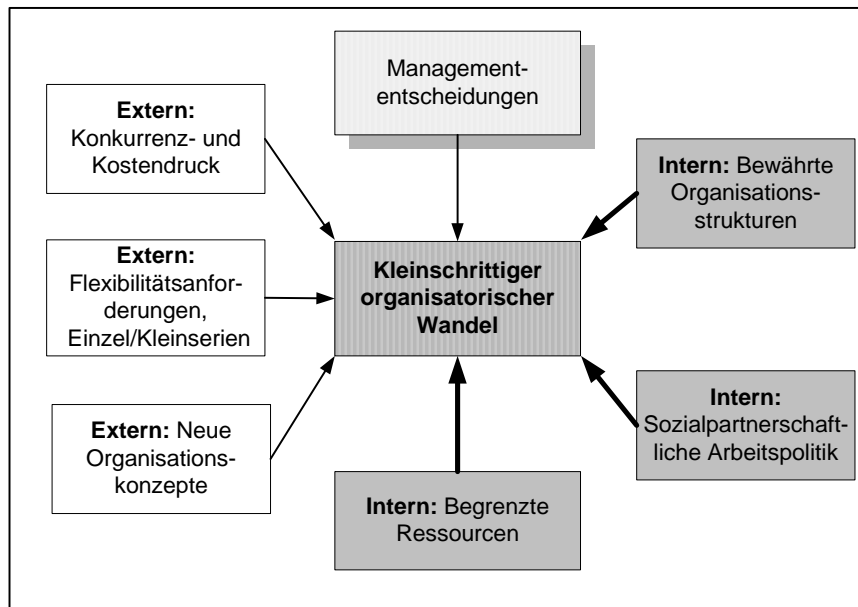 Management-
entscheidungen
Extern:
Konkurrenz- und
Kostendruck
Intern: Bewährte
Organisations-
strukturen
Extern:
Flexibilitätsanfor-
derungen,
Einzel/Kleinserien
Kleinschrittiger
organisatorischer
Wandel
Extern: Neue
Organisations-
konzepte
Intern:
Sozialpartnerschaft-
liche Arbeitspolitik
Intern: Begrenzte
Ressourcen